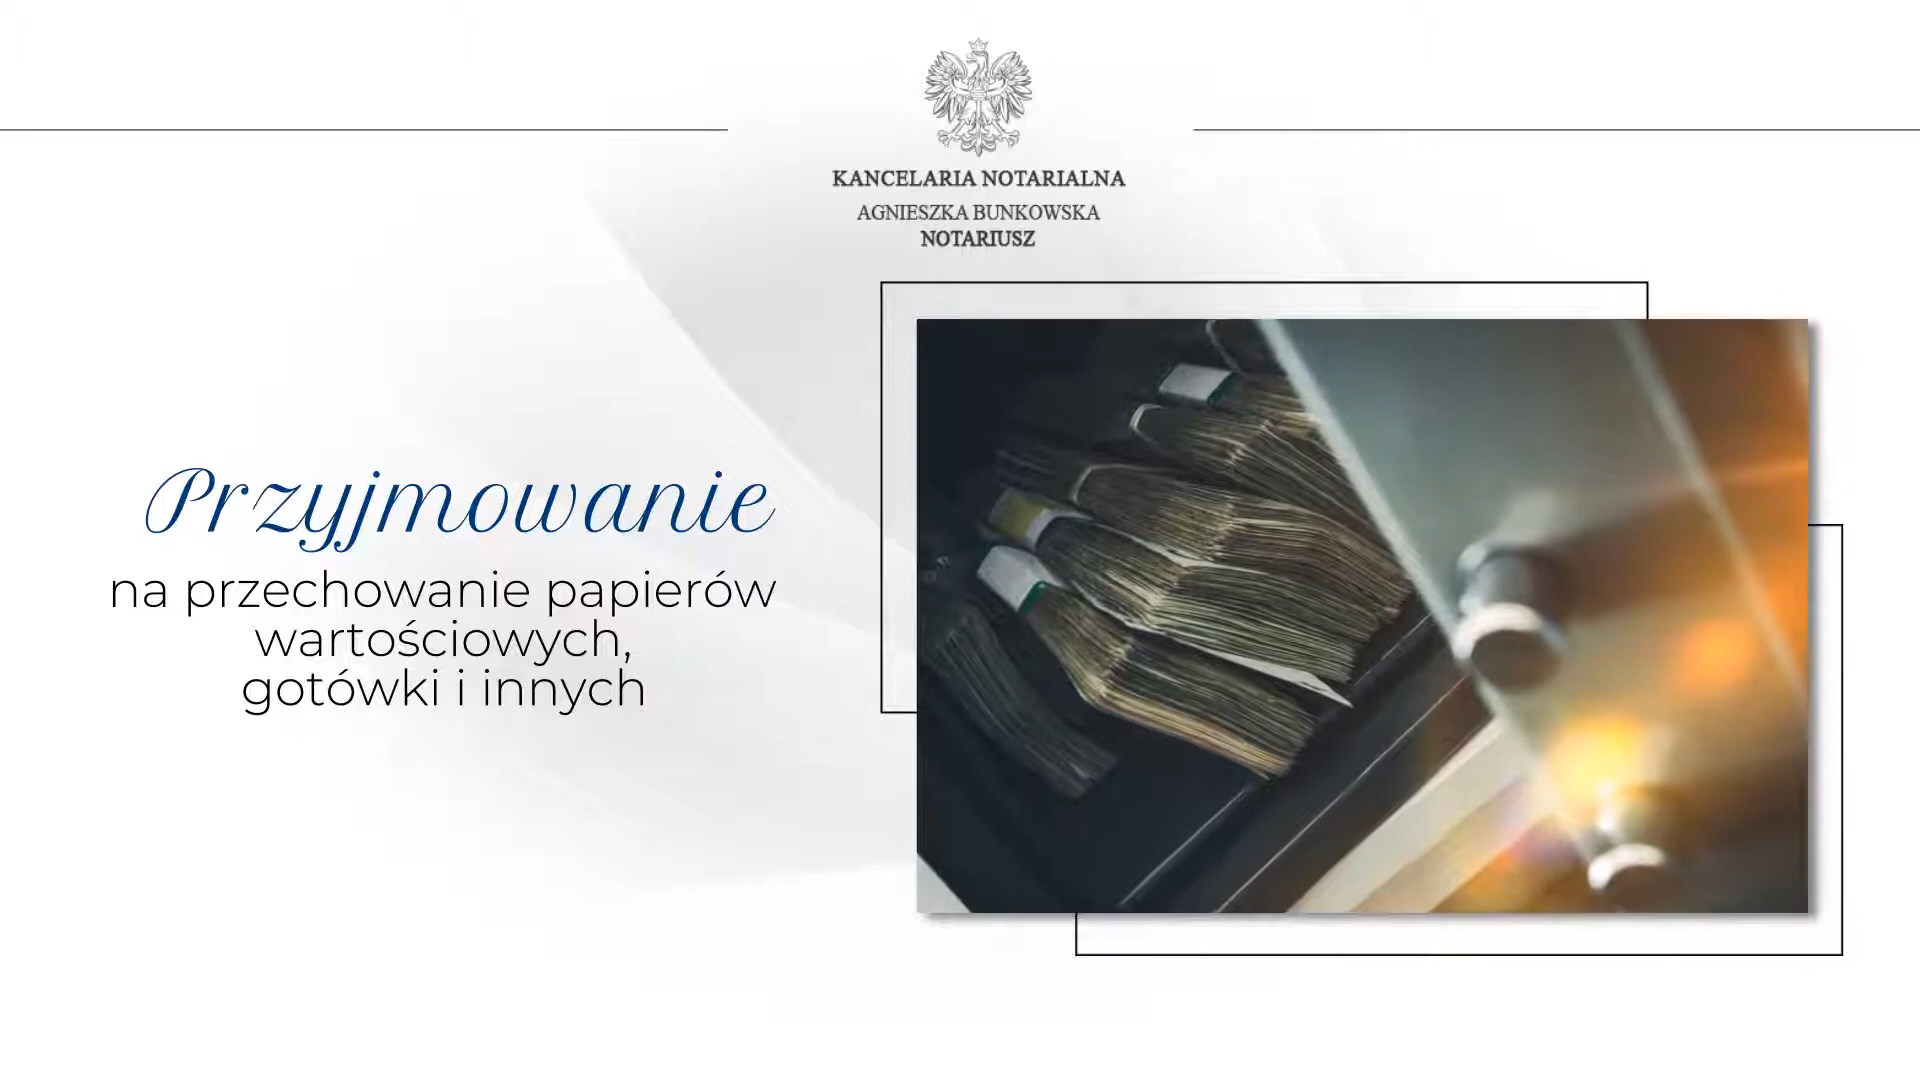 KANCELARIA NOTARIALNA
AGNIESZKA BUNKOWSKA
NOTARIUSZ
Przyjmowanie
na przechowanie papierów
wartościowych,
gotówki i innych